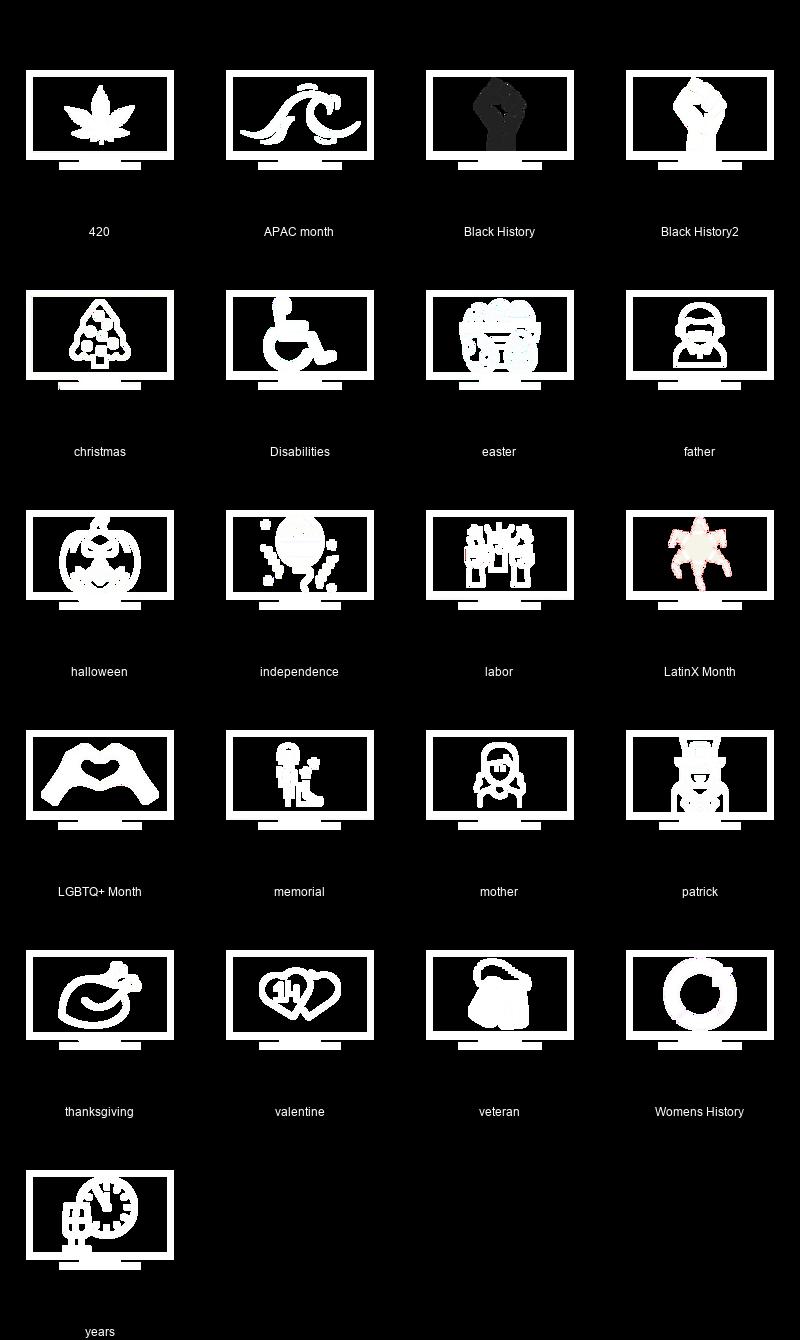 420
APAC month
Black History
Black History2
christmas
Disabilities
easter
father
halloween
independence
labor
LatinX Month
LGBTQ+ Month
memorial
mother
patrick
thanksgiving
14
valentine
veteran
Womens History
years